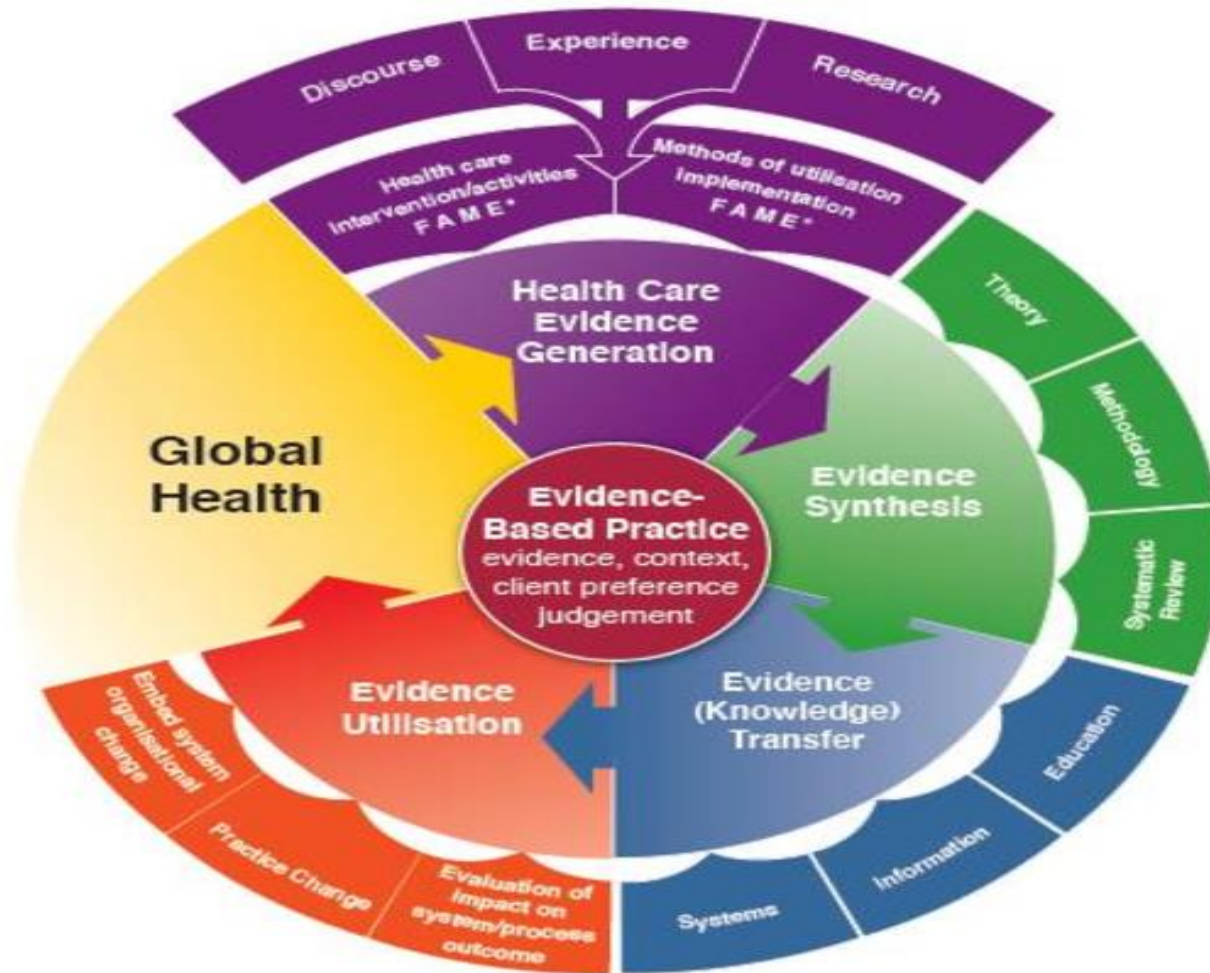 Discourse
Experience
Research
Health care
intervention/activities
F A M E*
Methods of utilisation
implementation
F A M E*
Health Care
Evidence
Generation
Theory
Methodology
Systematic
Review
Evidence
Synthesis
Global
Health
Evidence-
Based Practice
evidence, context,
client preference
judgement
Evidence
(Knowledge)
Transfer
Education
Information
Systems
Evidence
Utilisation
Embed system
organisational
change
Practice Change
Evaluation of
impact on
system/process
outcome